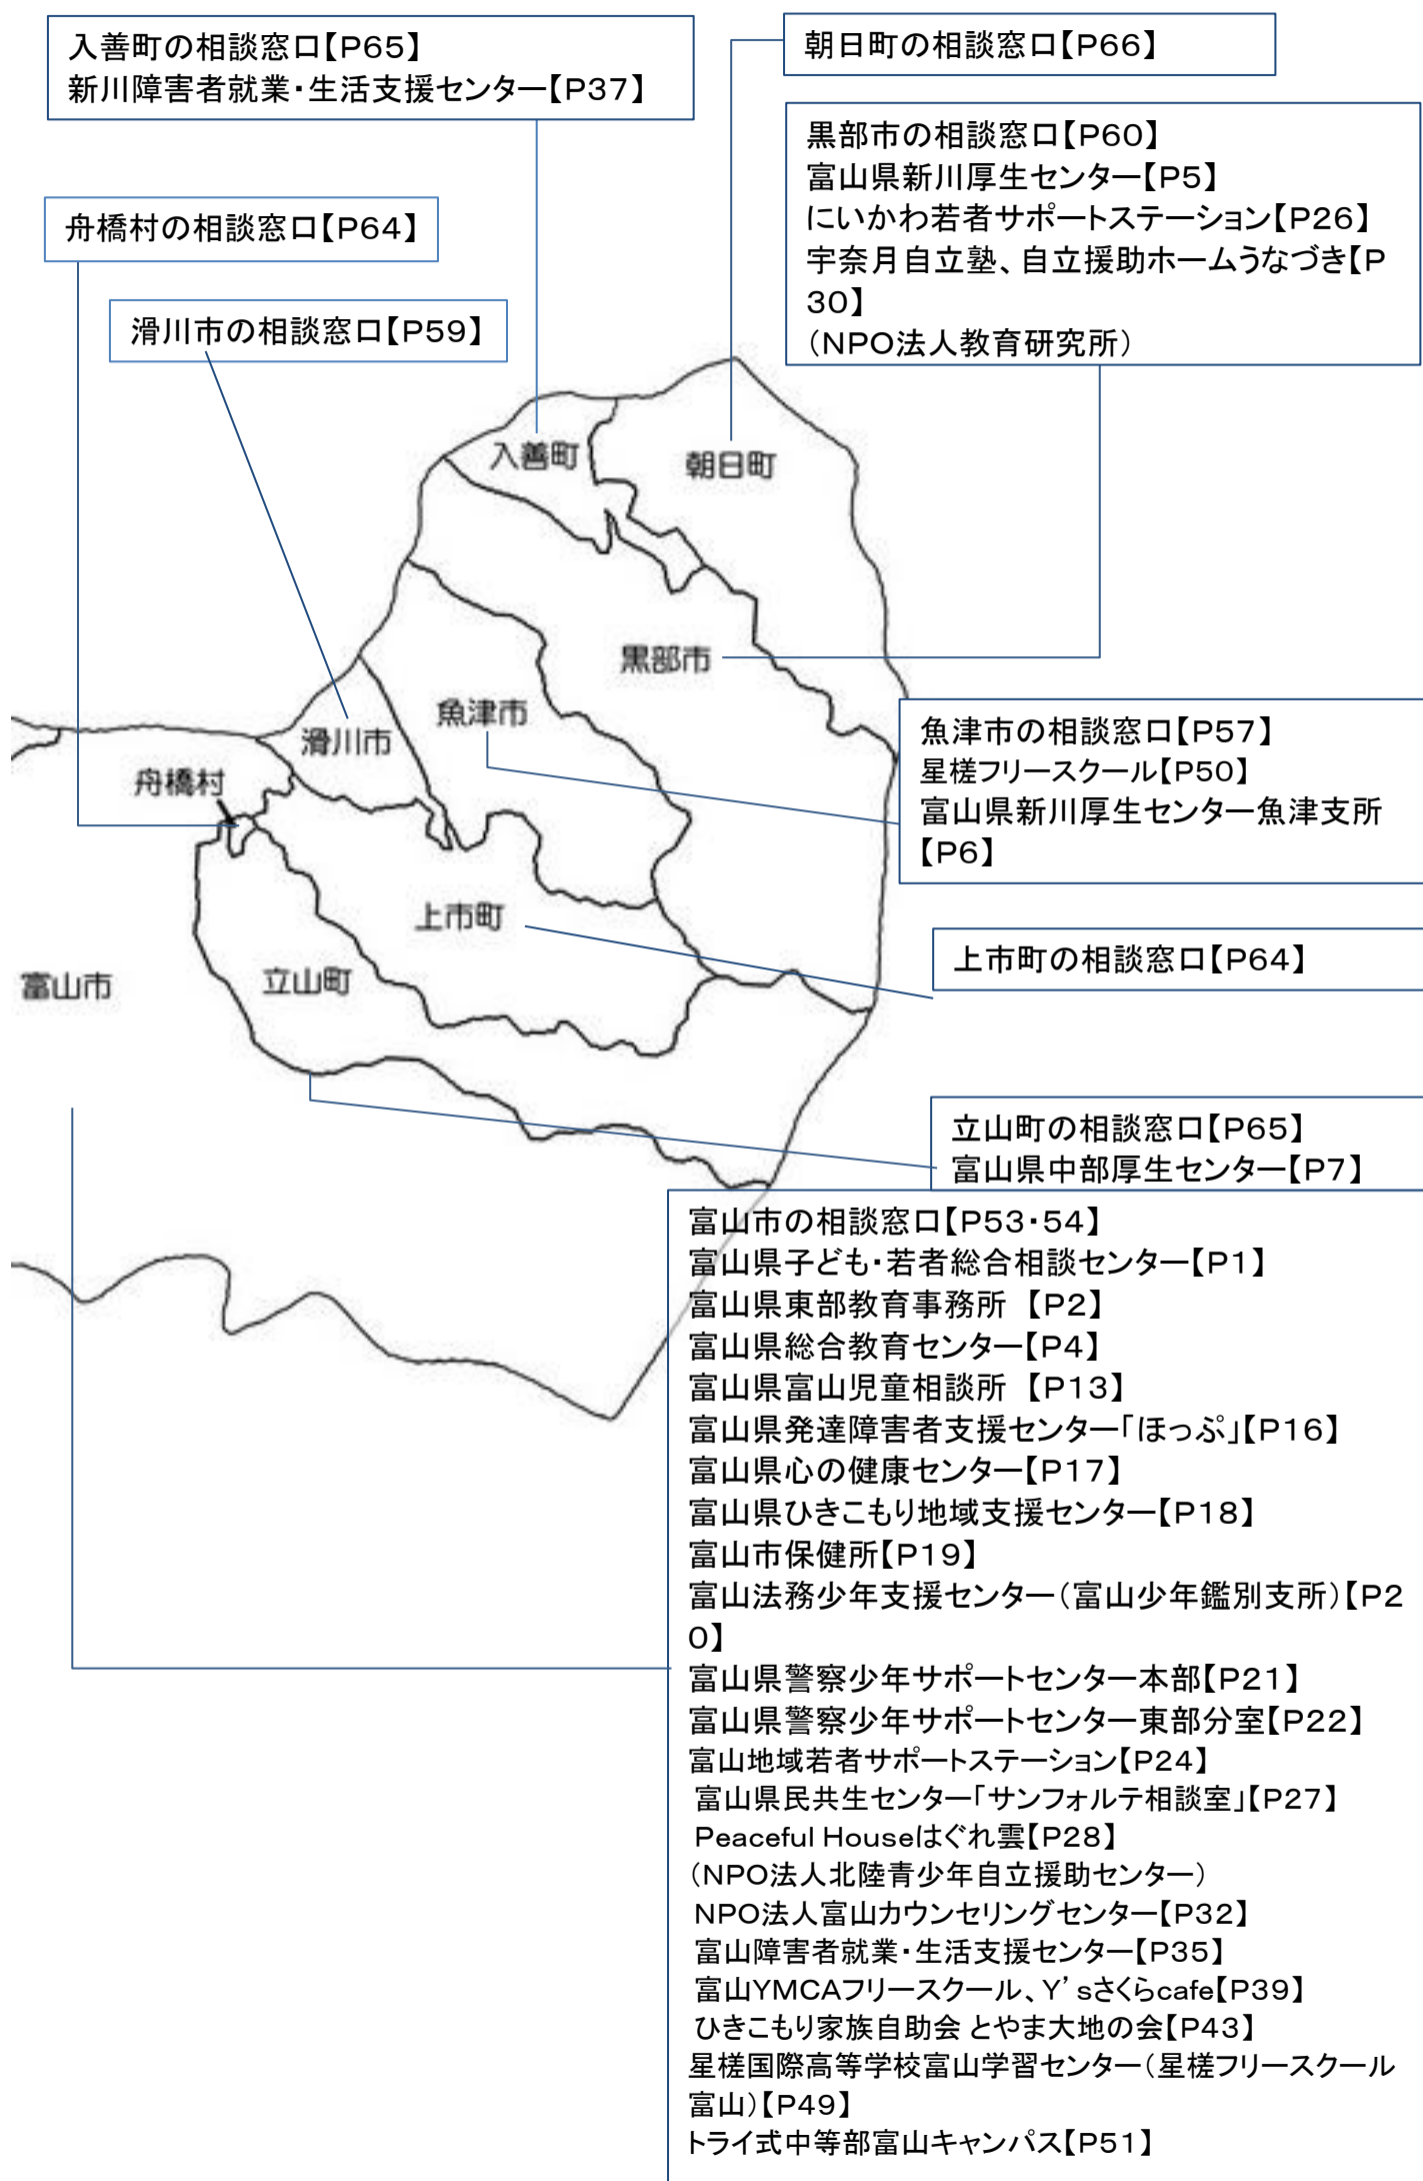 入善町の相談窓口【P65】
新川障害者就業・生活支援センター【P37】
朝日町の相談窓口【P66】
黒部市の相談窓口【P60】
富山県新川厚生センター【P5】
にいかわ若者サポートステーション【P26】
宇奈月自立塾、自立援助ホームうなづき【P
30】
（NPO法人教育研究所）
舟橋村の相談窓口【P64】
滑川市の相談窓口【P59】
入善町
朝日町
黒部市
魚津市
滑川市
舟橋村
上市町
立山町
富山市
魚津市の相談窓口【P57】
星槎フリースクール【P50】
富山県新川厚生センター魚津支所
【P6】
上市町の相談窓口【P64】
立山町の相談窓口【P65】
富山県中部厚生センター【P7】
富山市の相談窓口【P53・54】
富山県子ども・若者総合相談センター【P1】
富山県東部教育事務所 【P2】
富山県総合教育センター【P4】
富山県富山児童相談所 【P13】
富山県発達障害者支援センター「ほっぷ」【P16】
富山県心の健康センター【P17】
富山県ひきこもり地域支援センター【P18】
富山市保健所【P19】
富山法務少年支援センター（富山少年鑑別支所）【P2
0】
富山県警察少年サポートセンター本部【P21】
富山県警察少年サポートセンター東部分室【P22】
富山地域若者サポートステーション【P24】
富山県民共生センター「サンフォルテ相談室」【P27】
Peaceful Houseはぐれ雲【P28】
（NPO法人北陸青少年自立援助センター）
NPO法人富山カウンセリングセンター【P32】
富山障害者就業・生活支援センター【P35】
富山YMCAフリースクール、Y’sさくらcafe【P39】
ひきこもり家族自助会 とやま大地の会【P43】
星槎国際高等学校富山学習センター（星槎フリースクール
富山）【P49】
トライ式中等部富山キャンパス【P51】